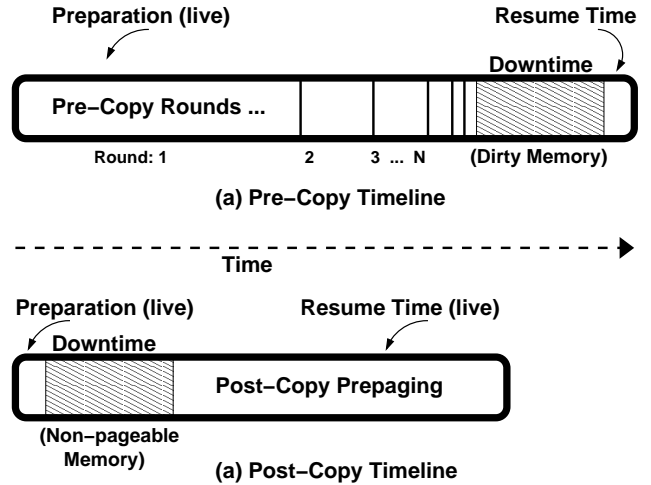 Preparation (live)
Resume Time
Downtime
Pre−Copy Rounds ...
Round: 1
2
3 ... N
(Dirty Memory)
(a) Pre−Copy Timeline
Time
Preparation (live)
Resume Time (live)
Downtime
Post−Copy Prepaging
(Non−pageable
Memory)
(a) Post−Copy Timeline